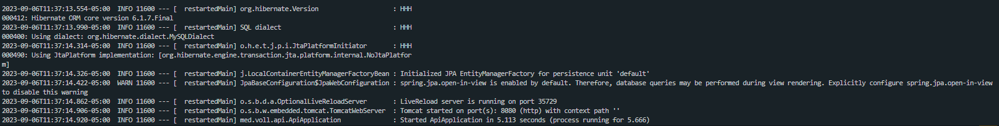 2023-09-06T11:37:13.554-05:00  INFO 11600 --- [  restartedMain] org.hibernate.Version                    : HHH
000412: Hibernate ORM core version 6.1.7.Final
2023-09-06T11:37:13.990-05:00  INFO 11600 --- [  restartedMain] SQL dialect                              : HHH
000400: Using dialect: org.hibernate.dialect.MySQLDialect
2023-09-06T11:37:14.314-05:00  INFO 11600 --- [  restartedMain] o.h.e.t.j.p.i.JtaPlatformInitiator       : HHH
000490: Using JtaPlatform implementation: [org.hibernate.engine.transaction.jta.platform.internal.NoJtaPlatfor
m]
2023-09-06T11:37:14.326-05:00  INFO 11600 --- [  restartedMain] j.LocalContainerEntityManagerFactoryBean : Initialized JPA EntityManagerFactory for persistence unit 'default'
2023-09-06T11:37:14.422-05:00  WARN 11600 --- [  restartedMain] JpaBaseConfiguration$JpaWebConfiguration : spring.jpa.open-in-view is enabled by default. Therefore, database queries may be performed during view rendering. Explicitly configure spring.jpa.open-in-view
to disable this warning
2023-09-06T11:37:14.862-05:00  INFO 11600 --- [  restartedMain] o.s.b.d.a.OptionalLiveReloadServer       : LiveReload server is running on port 35729
2023-09-06T11:37:14.906-05:00  INFO 11600 --- [  restartedMain] o.s.b.w.embedded.tomcat.TomcatWebServer  : Tomcat started on port(s): 8080 (http) with context path ''
2023-09-06T11:37:14.920-05:00  INFO 11600 --- [  restartedMain] med.voll.api.ApiApplication              : Started ApiApplication in 5.113 seconds (process running for 5.666)